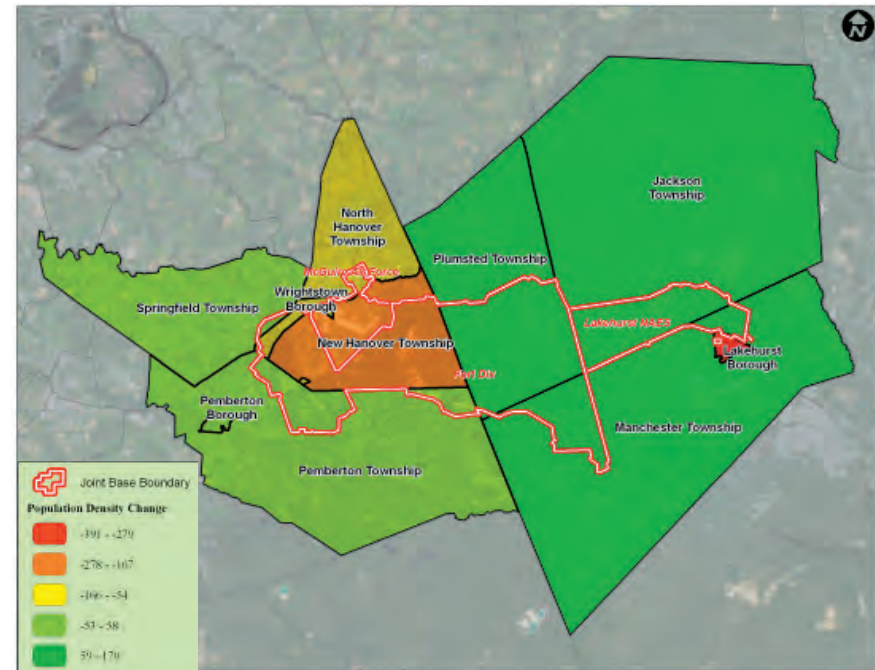 N
Jackson
Township
North
Hanover
Township
Plumsted Township
McGuire Air Force
Wrightstown
Borough
Springfield Township
New Hanover Township
Lakehurst NAES
Lakehurst
Borough
Fort Dix
Pemberton
Borough
Manchester Township
Pemberton Township
Joint Base Boundary
Population Density Change
-391 - -279
-278 - -167
-166 - -54
-53 - 58
59 - 170